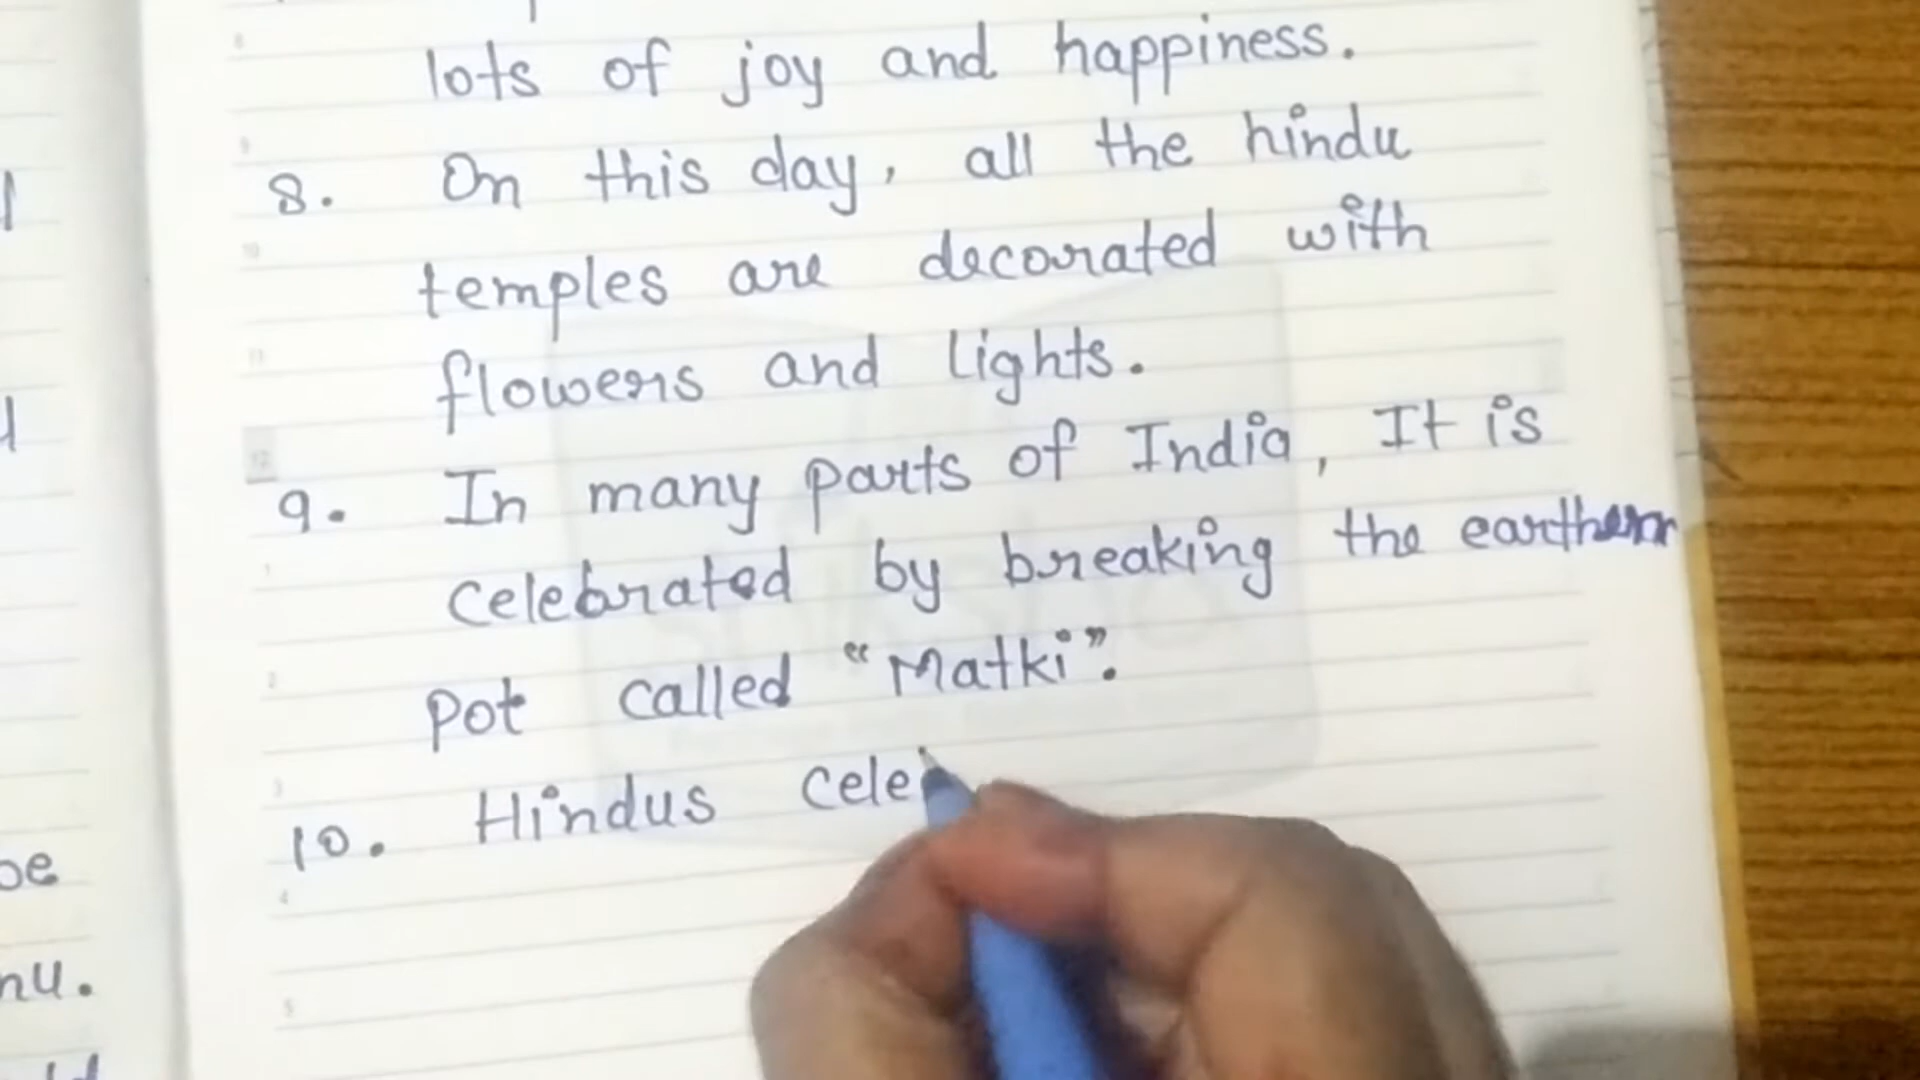 lots of joy and happiness.
8. On this day, all the hindu
temples are decorated with
flowers and lights.
9. In many parts of India, It is
celebrated by breaking the earthen
pot called "Matki".
10. Hindus cele